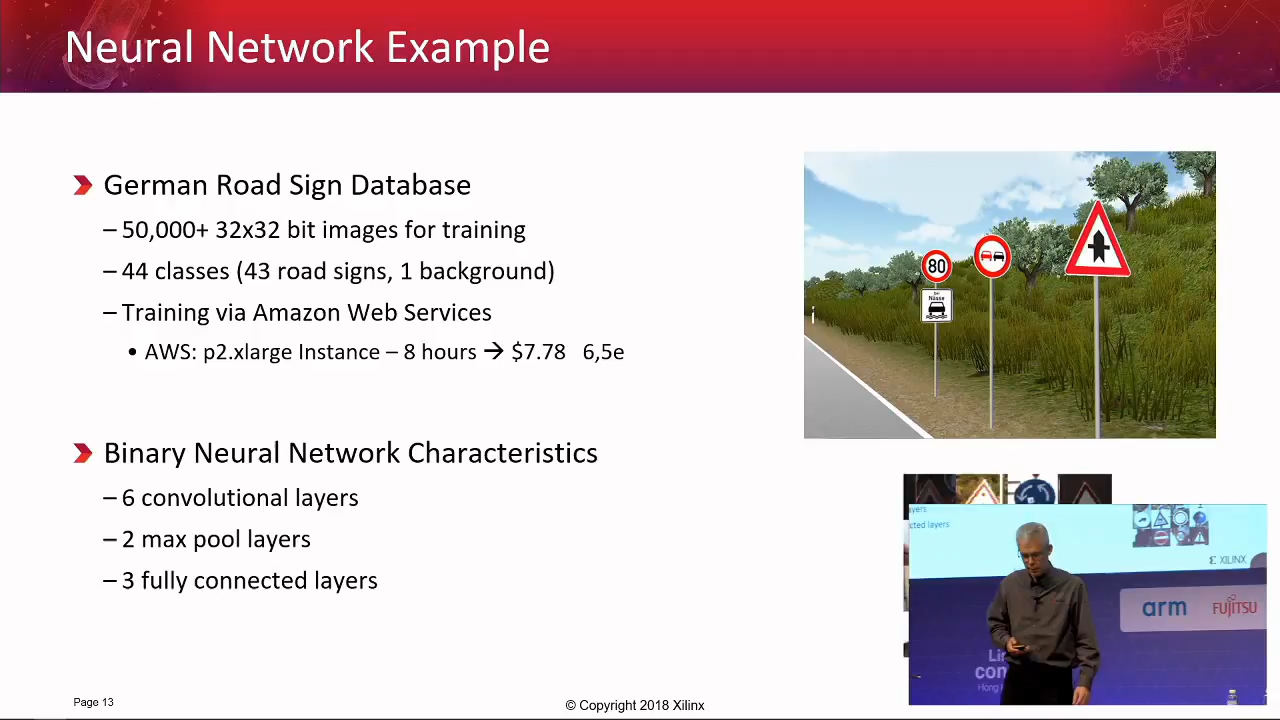 Neural Network Example
German Road Sign Database
– 50,000+ 32x32 bit images for training
– 44 classes (43 road signs, 1 background)
– Training via Amazon Web Services
• AWS: p2.xlarge Instance – 8 hours → $7.78 6,5e
Binary Neural Network Characteristics
– 6 convolutional layers
– 2 max pool layers
– 3 fully connected layers
80
Nässe
layers
XILINX
arm
FUJITSU
Page 13
© Copyright 2018 Xilinx